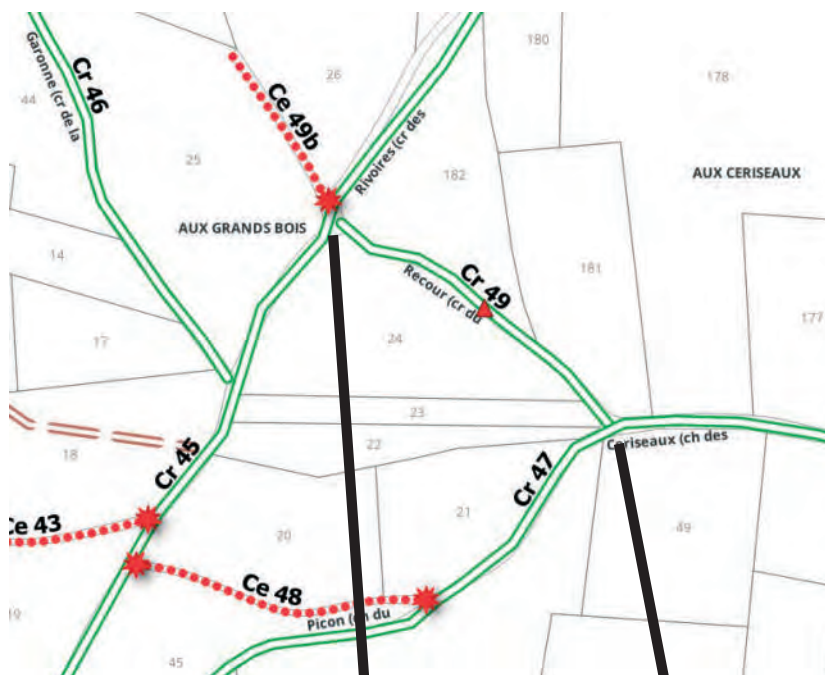 180
26
178
44
Garonne (cr de la
Cr 46
Ce 49b
Rivoires (cr des
25
182
AUX CERISEAUX
AUX GRANDS BOIS
14
181
Recour (cr du
Cr 49
177
17
24
23
22
Ceriseaux (ch des
18
Cr 45
Cr 47
21
Ce 43
20
49
Ce 48
Picon (ch du
19
45